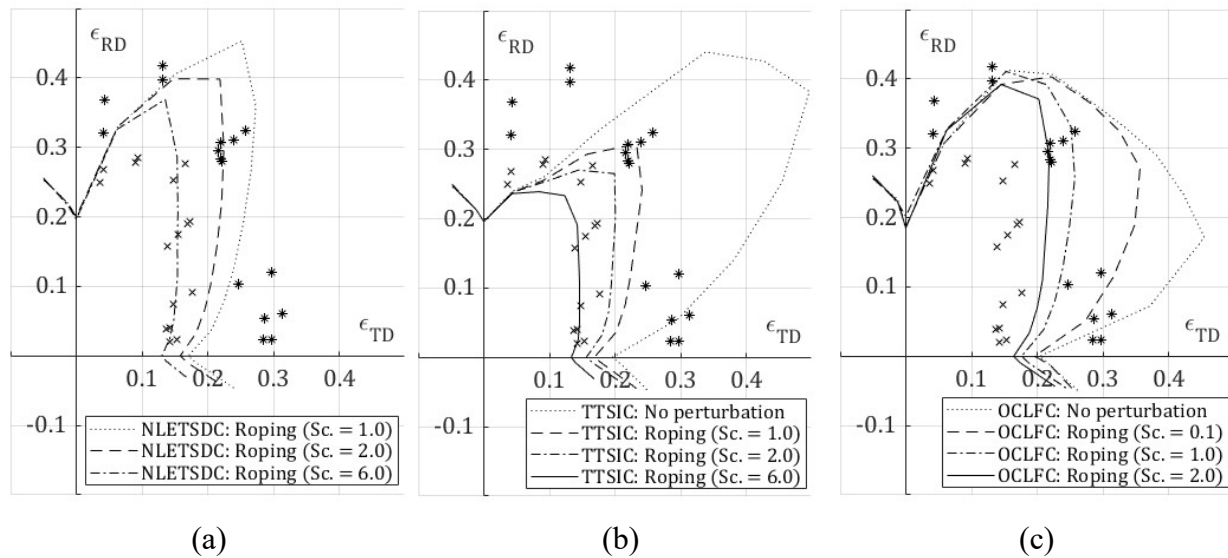 ϵRD
0.4
0.3
0.2
0.1
ϵTD
0.1 0.2 0.3 0.4
-0.1
NLETSDC: Roping (Sc. = 1.0)
NLETSDC: Roping (Sc. = 2.0)
NLETSDC: Roping (Sc. = 6.0)
(a)
ϵRD
0.4
0.3
0.2
0.1
ϵTD
0.1 0.2 0.3 0.4
-0.1
TTSIC: No perturbation
TTSIC: Roping (Sc. = 1.0)
TTSIC: Roping (Sc. = 2.0)
TTSIC: Roping (Sc. = 6.0)
(b)
ϵRD
0.4
0.3
0.2
0.1
ϵTD
0.1 0.2 0.3 0.4
-0.1
OCLFC: No perturbation
OCLFC: Roping (Sc. = 0.1)
OCLFC: Roping (Sc. = 1.0)
OCLFC: Roping (Sc. = 2.0)
(c)